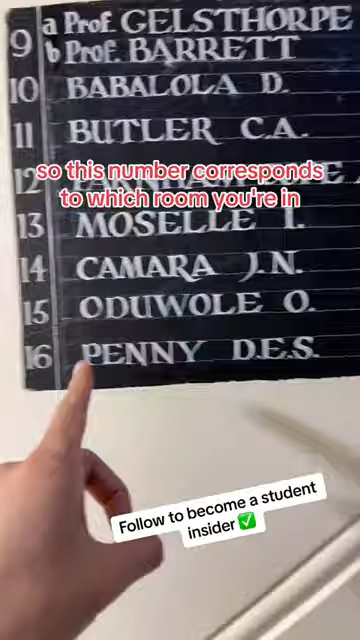 9 a Prof. GELSTHORPE
b Prof. BARRETT
10 BABALOLA D.
11 BUTLER C.A.
12
so this number corresponds
to which room you're in
13 MOSELLE I.
14 CAMARA J.N.
15 ODUWOLE O.
16 PENNY D.E.S.
Follow to become a student
insider ✅